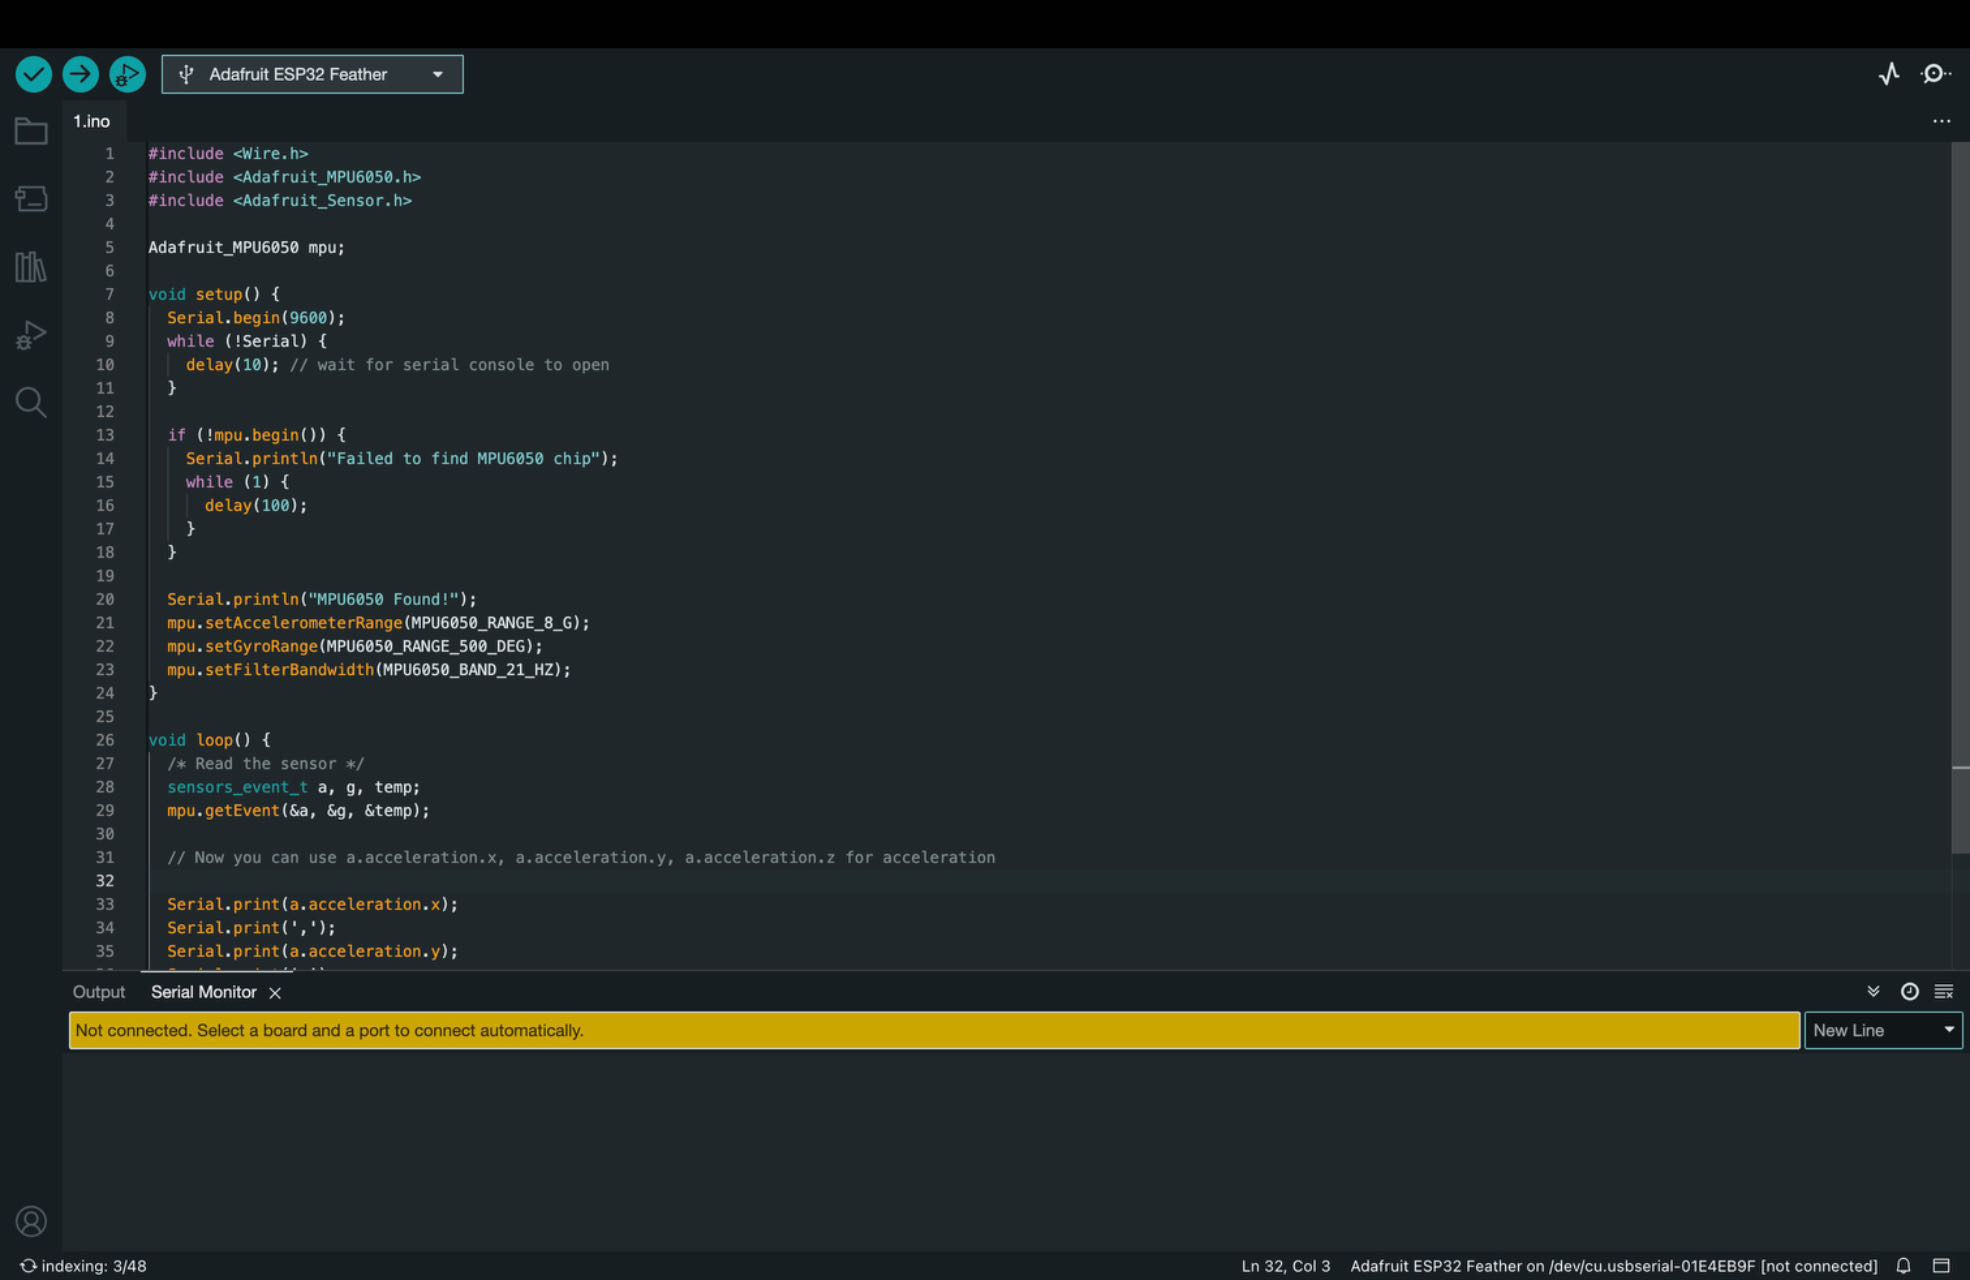 Adafruit ESP32 Feather
1.ino
1 #include <Wire.h>
2 #include <Adafruit_MPU6050.h>
3 #include <Adafruit_Sensor.h>
4
5 Adafruit_MPU6050 mpu;
6
7 void setup() {
8 Serial.begin(9600);
9 while (!Serial) {
10 delay(10); // wait for serial console to open
11 }
12
13 if (!mpu.begin()) {
14 Serial.println("Failed to find MPU6050 chip");
15 while (1) {
16 delay(100);
17 }
18 }
19
20 Serial.println("MPU6050 Found!");
21 mpu.setAccelerometerRange(MPU6050_RANGE_8_G);
22 mpu.setGyroRange(MPU6050_RANGE_500_DEG);
23 mpu.setFilterBandwidth(MPU6050_BAND_21_HZ);
24 }
25
26 void loop() {
27 /* Read the sensor */
28 sensors_event_t a, g, temp;
29 mpu.getEvent(&a, &g, &temp);
30
31 // Now you can use a.acceleration.x, a.acceleration.y, a.acceleration.z for acceleration
32
33 Serial.print(a.acceleration.x);
34 Serial.print(',');
35 Serial.print(a.acceleration.y);
Output Serial Monitor
Not connected. Select a board and a port to connect automatically.
New Line
indexing: 3/48
Ln 32, Col 3 Adafruit ESP32 Feather on /dev/cu.usbserial-01E4EB9F [not connected]